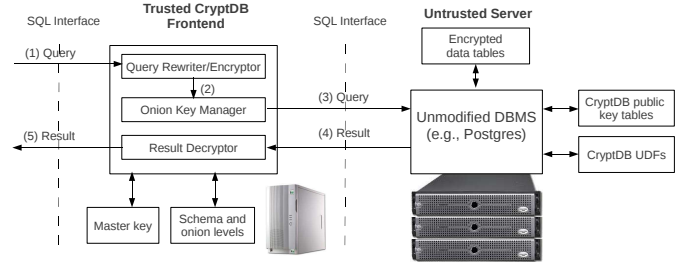 SQL Interface
Trusted CryptDB
Frontend
SQL Interface
Untrusted Server
(1) Query
Query Rewriter/Encryptor
(2)
Onion Key Manager
(3) Query
(4) Result
(5) Result
Result Decryptor
Master key
Schema and
onion levels
Encrypted
data tables
Unmodified DBMS
(e.g., Postgres)
CryptDB public
key tables
CryptDB UDFs